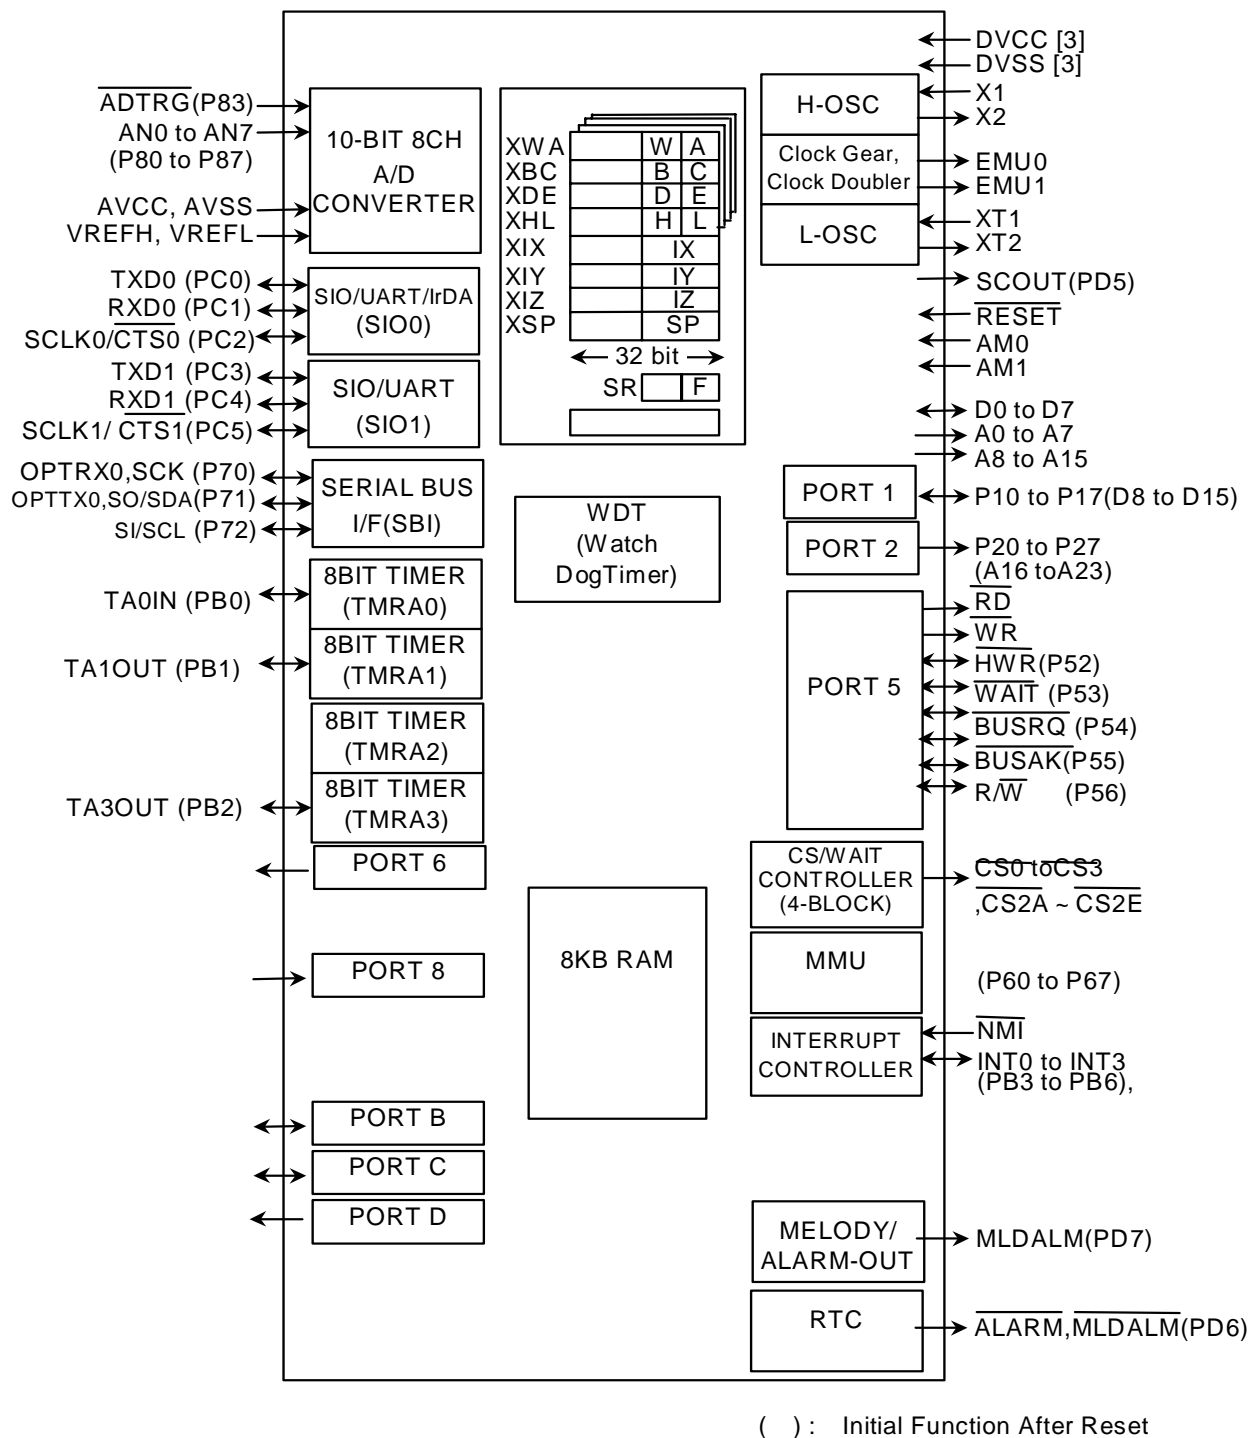 ADTRG(P83)
AN0 to AN7
(P80 to P87)
AVCC, AVSS
VREFH, VREFL
10-BIT 8CH
A/D
CONVERTER
TXD0 (PC0)
RXD0 (PC1)
SCLK0/CTS0 (PC2)
SIO/UART/IrDA
(SIO0)
TXD1 (PC3)
RXD1 (PC4)
SCLK1/ CTS1(PC5)
SIO/UART
(SIO1)
OPTRX0,SCK (P70)
OPTTX0,SO/SDA(P71)
SI/SCL (P72)
SERIAL BUS
I/F(SBI)
TA0IN (PB0)
8BIT TIMER
(TMRA0)
TA1OUT (PB1)
8BIT TIMER
(TMRA1)
8BIT TIMER
(TMRA2)
TA3OUT (PB2)
8BIT TIMER
(TMRA3)
PORT 6
PORT 8
PORT B
PORT C
PORT D
XWA W A
XBC B C
XDE D E
XHL H L
XIX IX
XIY IY
XIZ IZ
XSP SP
32 bit
SR F
WDT
(Watch
DogTimer)
8KB RAM
H-OSC
Clock Gear,
Clock Doubler
L-OSC
DVCC [3]
DVSS [3]
X1
X2
EMU0
EMU1
XT1
XT2
SCOUT(PD5)
RESET
AM0
AM1
D0 to D7
A0 to A7
A8 to A15
PORT 1
P10 to P17(D8 to D15)
PORT 2
P20 to P27
(A16 toA23)
PORT 5
RD
WR
HWR(P52)
WAIT (P53)
BUSRQ (P54)
BUSAK(P55)
R/W (P56)
CS/WAIT
CONTROLLER
(4-BLOCK)
CS0 toCS3
,CS2A ~ CS2E
MMU
(P60 to P67)
INTERRUPT
CONTROLLER
NMI
INT0 to INT3
(PB3 to PB6),
MELODY/
ALARM-OUT
MLDALM(PD7)
RTC
ALARM,MLDALM(PD6)
( ) : Initial Function After Reset